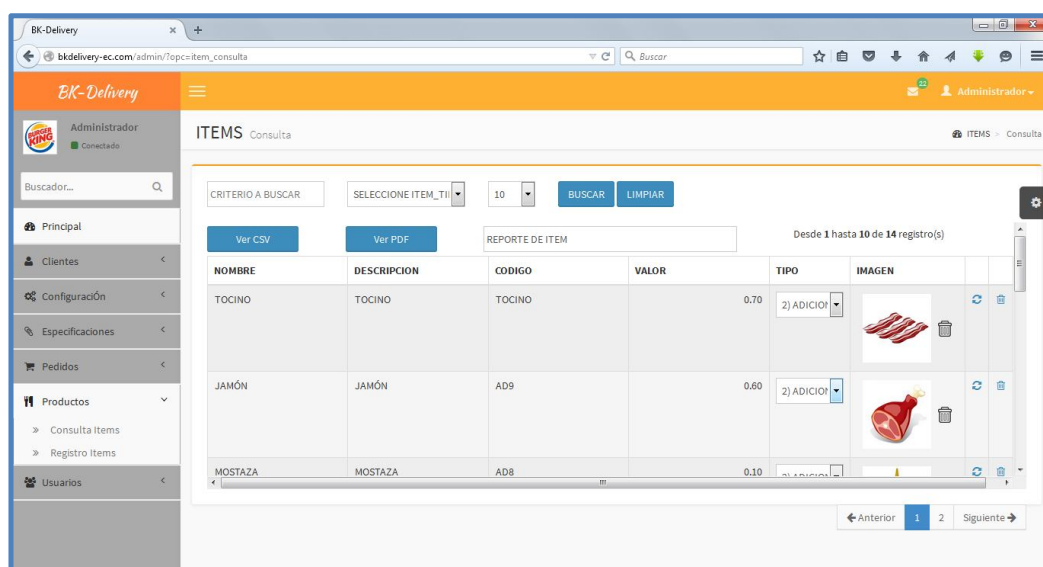 BK-Delivery
bkdelivery-ec.com/admin/?opc=item_consulta
Buscar
BK-Delivery
22
Administrador
BURGER KING
Administrador
Conectado
ITEMS Consulta
ITEMS > Consulta
Buscador...
CRITERIO A BUSCAR
SELECCIONE ITEM_TI
10
BUSCAR
LIMPIAR
Principal
Clientes
ConfiguraciÓn
Especificaciones
Pedidos
Productos
Consulta Items
Registro Items
Usuarios
Ver CSV
Ver PDF
REPORTE DE ITEM
Desde 1 hasta 10 de 14 registro(s)
NOMBRE DESCRIPCION CODIGO VALOR TIPO IMAGEN
TOCINO TOCINO TOCINO 0.70 2) ADICIO
JAMÓN JAMÓN AD9 0.60 2) ADICIO
MOSTAZA MOSTAZA AD8 0.10
Anterior 1 2 Siguiente